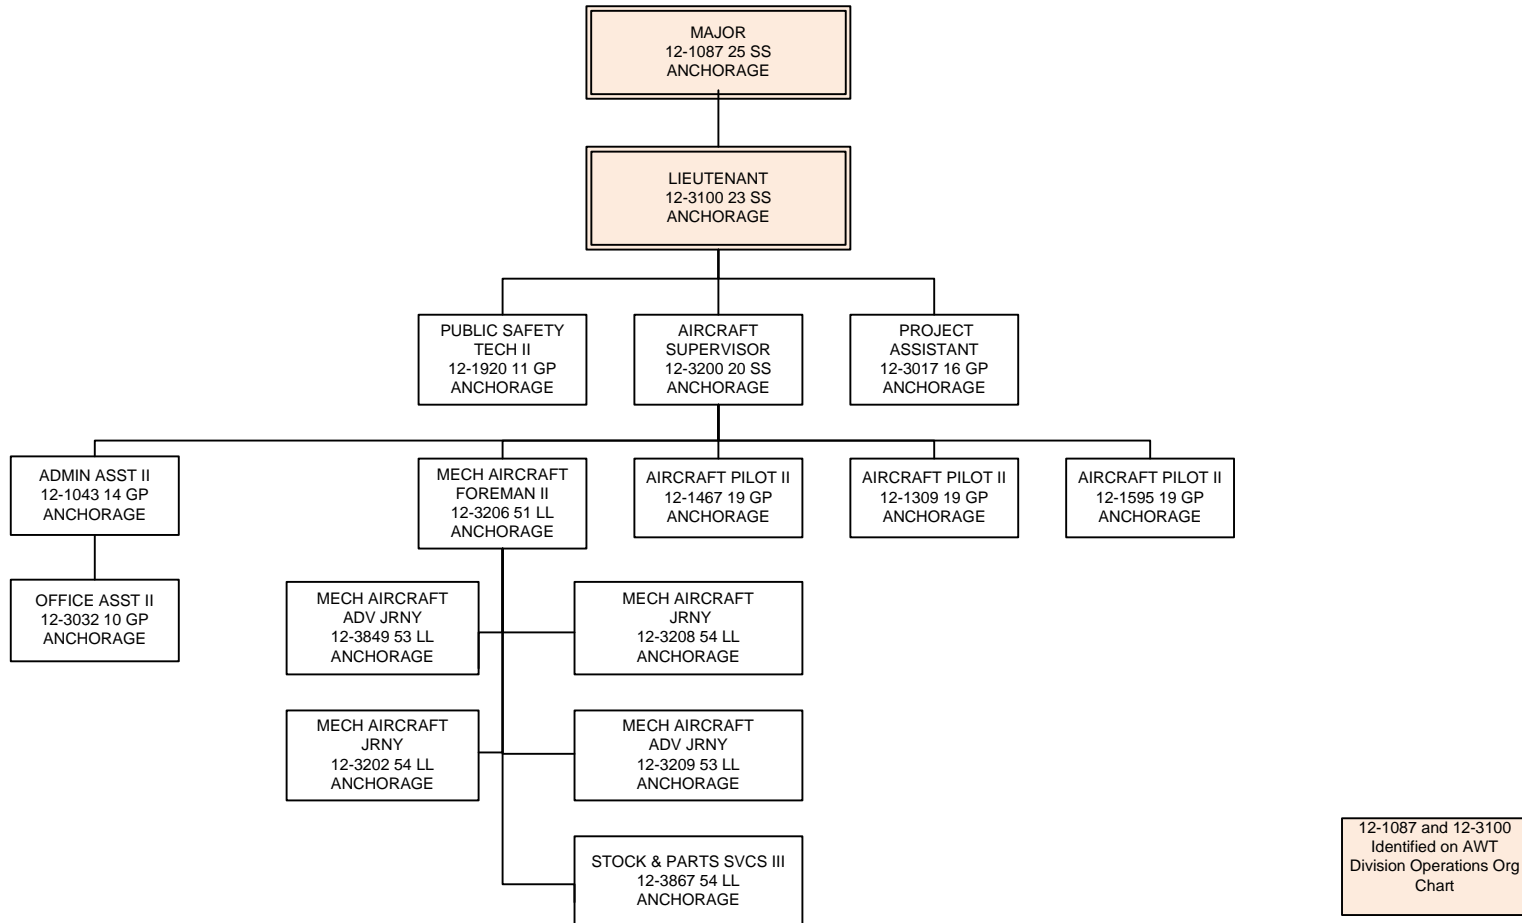 MAJOR
12-1087 25 SS
ANCHORAGE
LIEUTENANT
12-3100 23 SS
ANCHORAGE
PUBLIC SAFETY
TECH II
12-1920 11 GP
ANCHORAGE
AIRCRAFT
SUPERVISOR
12-3200 20 SS
ANCHORAGE
PROJECT
ASSISTANT
12-3017 16 GP
ANCHORAGE
ADMIN ASST II
12-1043 14 GP
ANCHORAGE
MECH AIRCRAFT
FOREMAN II
12-3206 51 LL
ANCHORAGE
AIRCRAFT PILOT II
12-1467 19 GP
ANCHORAGE
AIRCRAFT PILOT II
12-1309 19 GP
ANCHORAGE
AIRCRAFT PILOT II
12-1595 19 GP
ANCHORAGE
OFFICE ASST II
12-3032 10 GP
ANCHORAGE
MECH AIRCRAFT
ADV JRNY
12-3849 53 LL
ANCHORAGE
MECH AIRCRAFT
JRNY
12-3208 54 LL
ANCHORAGE
MECH AIRCRAFT
JRNY
12-3202 54 LL
ANCHORAGE
MECH AIRCRAFT
ADV JRNY
12-3209 53 LL
ANCHORAGE
STOCK & PARTS SVCS III
12-3867 54 LL
ANCHORAGE
12-1087 and 12-3100
Identified on AWT
Division Operations Org
Chart